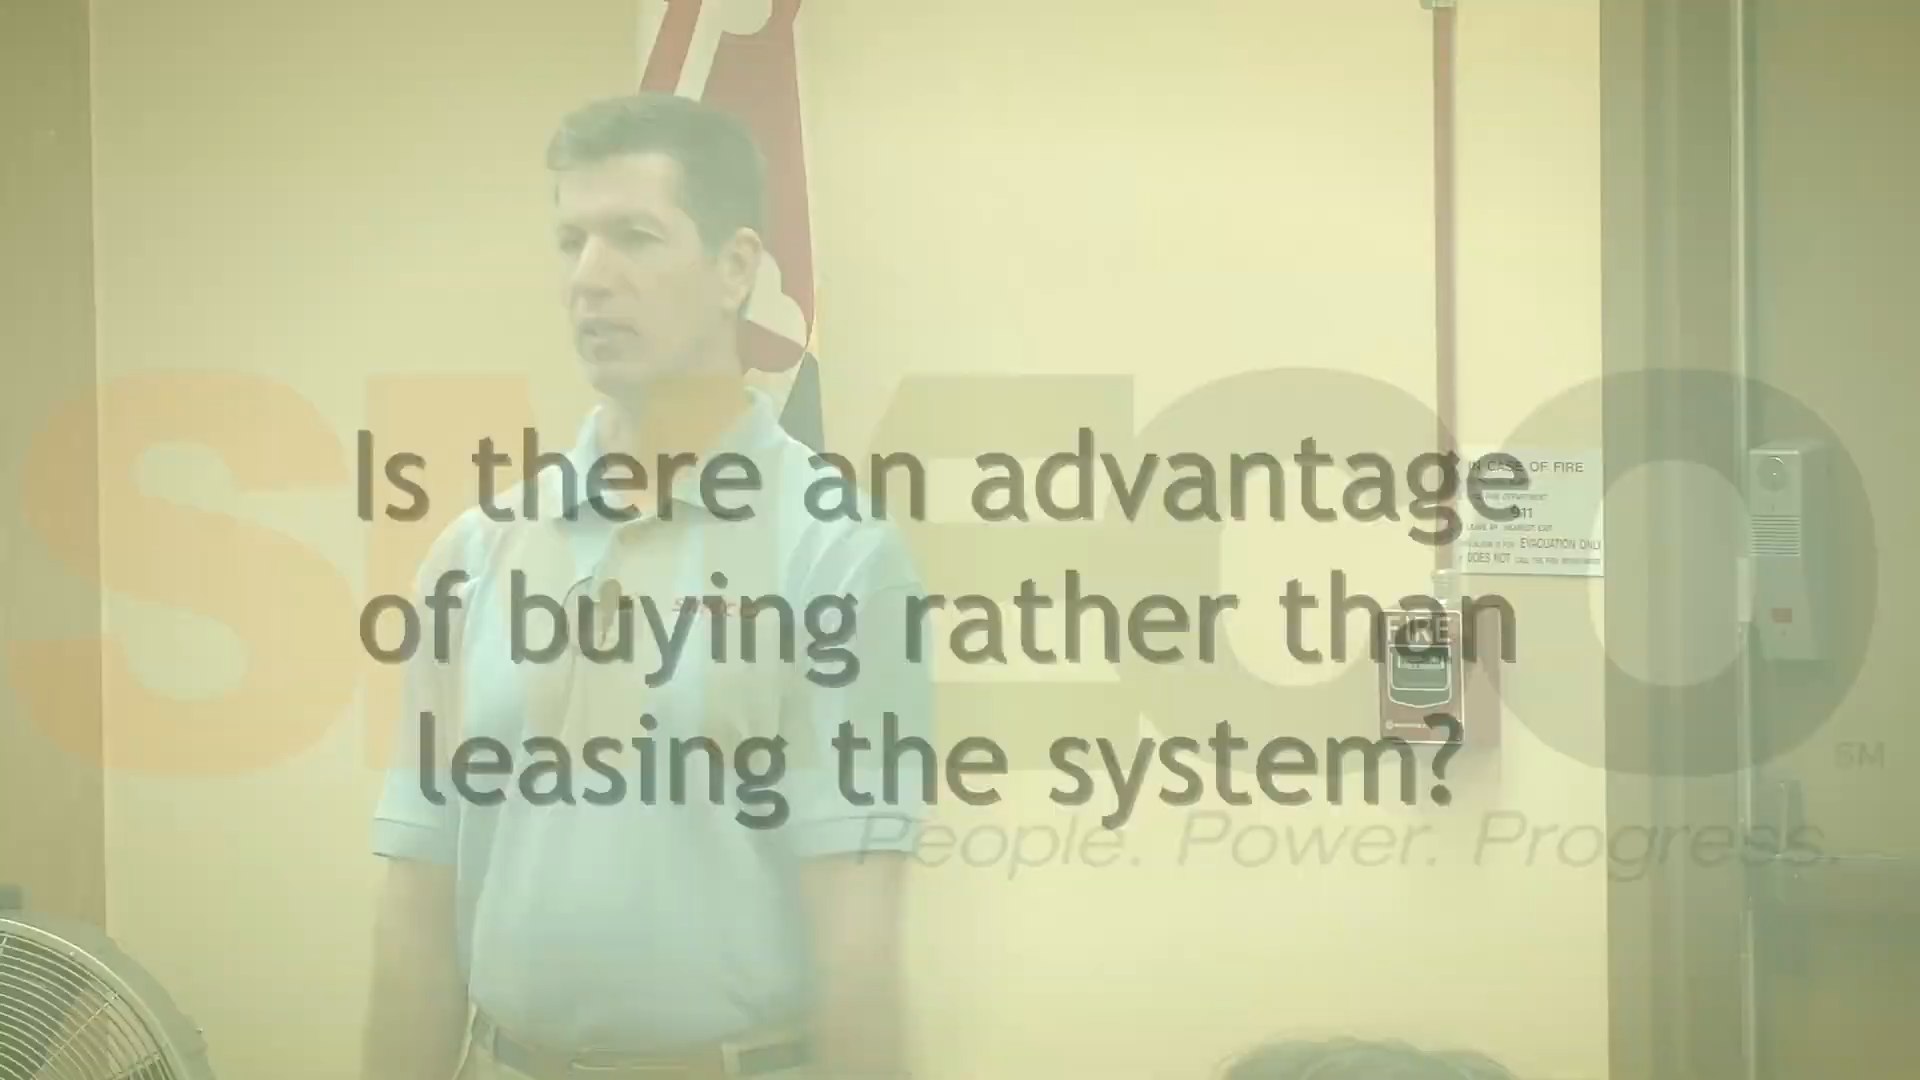 Is there an advantage
of buying rather than
leasing the system?
SMECO
SM
People. Power. Progress.
IN CASE OF FIRE
911
EVACUATION ONLY
DOES NOT
FIRE